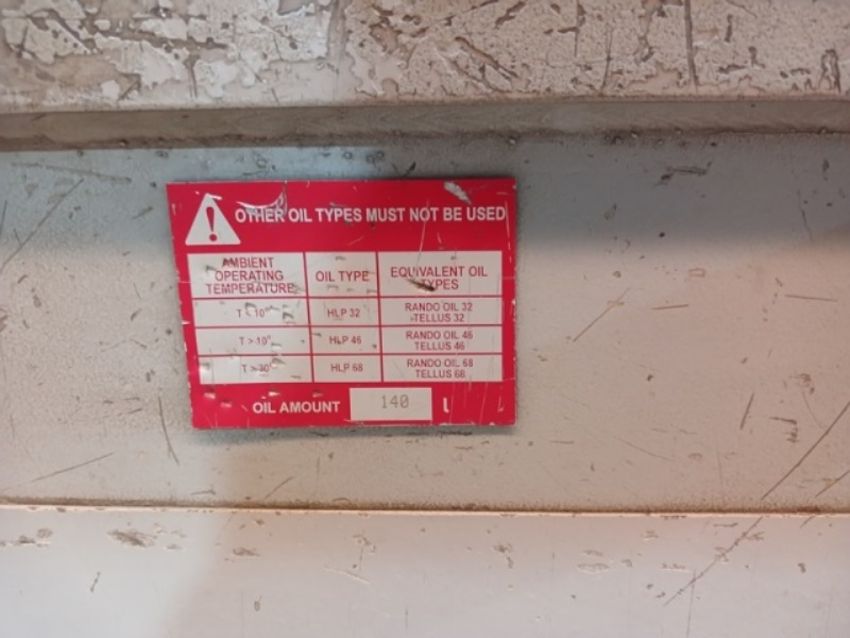 OTHER OIL TYPES MUST NOT BE USED
AMBIENT OPERATING TEMPERATURE OIL TYPE EQUIVALENT OIL TYPES
T < 10° HLP 32 RANDO OIL 32 TELLUS 32
T > 10° HLP 46 RANDO OIL 46 TELLUS 46
T > 30° HLP 68 RANDO OIL 68 TELLUS 68
OIL AMOUNT 140 L